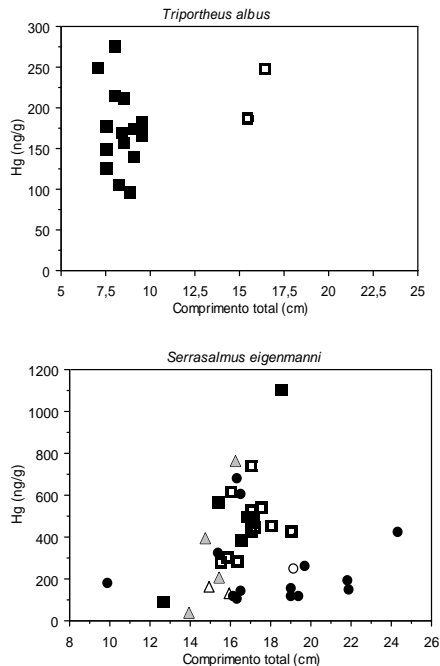 Triportheus albus
Hg (ng/g)
300
250
200
150
100
50
0
5 7,5 10 12,5 15 17,5 20 22,5 25
Comprimento total (cm)
Serrasalmus eigenmanni
Hg (ng/g)
1200
1000
800
600
400
200
0
8 10 12 14 16 18 20 22 24 26
Comprimento total (cm)